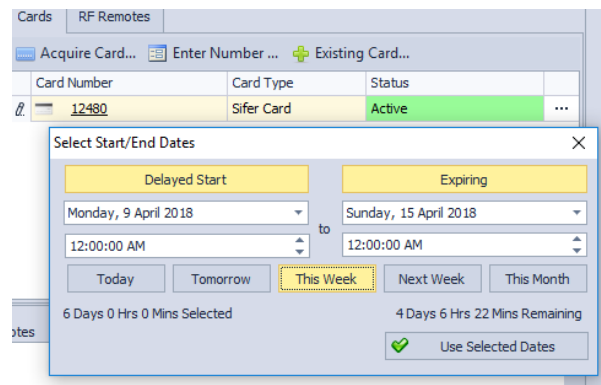 Cards RF Remotes
Acquire Card... Enter Number ... Existing Card...
Card Number Card Type Status
12480 Sifer Card Active ...
Select Start/End Dates
Delayed Start Expiring
Monday, 9 April 2018 to Sunday, 15 April 2018
12:00:00 AM 12:00:00 AM
Today Tomorrow This Week Next Week This Month
6 Days 0 Hrs 0 Mins Selected 4 Days 6 Hrs 22 Mins Remaining
Use Selected Dates